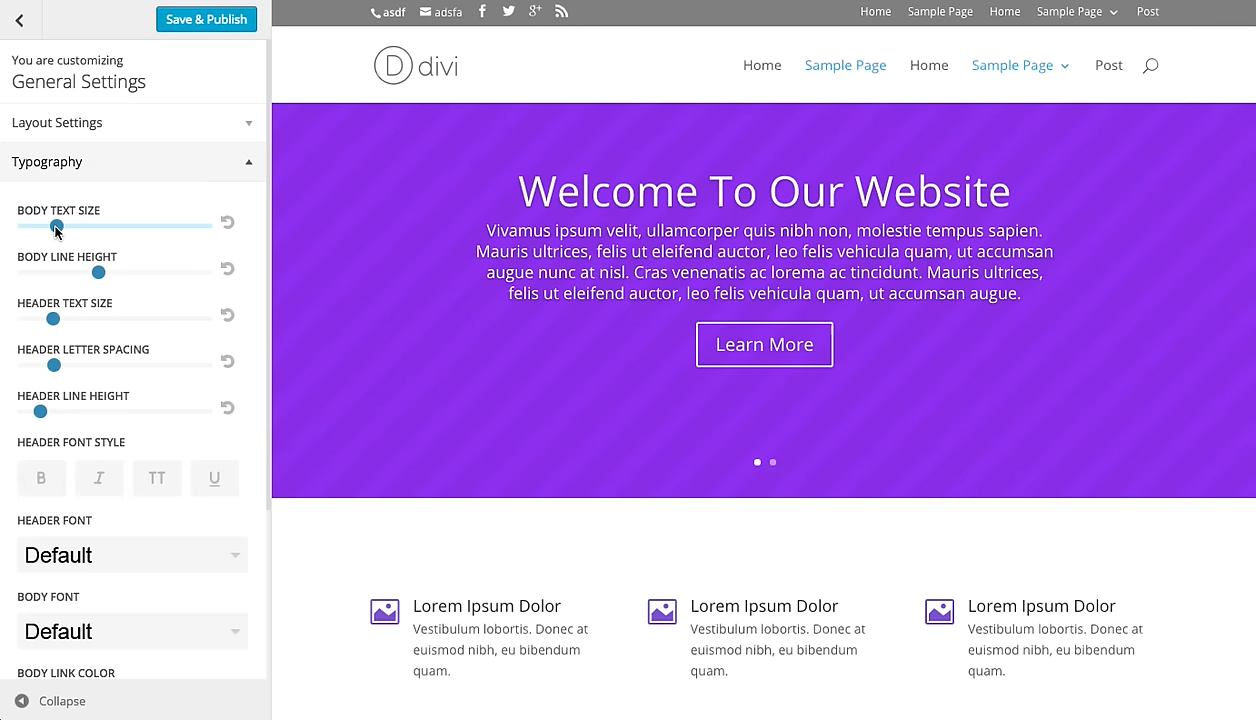 Save & Publish
You are customizing
General Settings
Layout Settings
Typography
BODY TEXT SIZE
BODY LINE HEIGHT
HEADER TEXT SIZE
HEADER LETTER SPACING
HEADER LINE HEIGHT
HEADER FONT STYLE
B I TT U
HEADER FONT
Default
BODY FONT
Default
BODY LINK COLOR
Collapse
asdf adsfa Home Sample Page Home Sample Page Post
D divi Home Sample Page Home Sample Page Post
Welcome To Our Website
Vivamus ipsum velit, ullamcorper quis nibh non, molestie tempus sapien.
Mauris ultrices, felis ut eleifend auctor, leo felis vehicula quam, ut accumsan
augue nunc at nisl. Cras venenatis ac lorema ac tincidunt. Mauris ultrices,
felis ut eleifend auctor, leo felis vehicula quam, ut accumsan augue.
Learn More
Lorem Ipsum Dolor
Vestibulum lobortis. Donec at
euismod nibh, eu bibendum
quam.
Lorem Ipsum Dolor
Vestibulum lobortis. Donec at
euismod nibh, eu bibendum
quam.
Lorem Ipsum Dolor
Vestibulum lobortis. Donec at
euismod nibh, eu bibendum
quam.